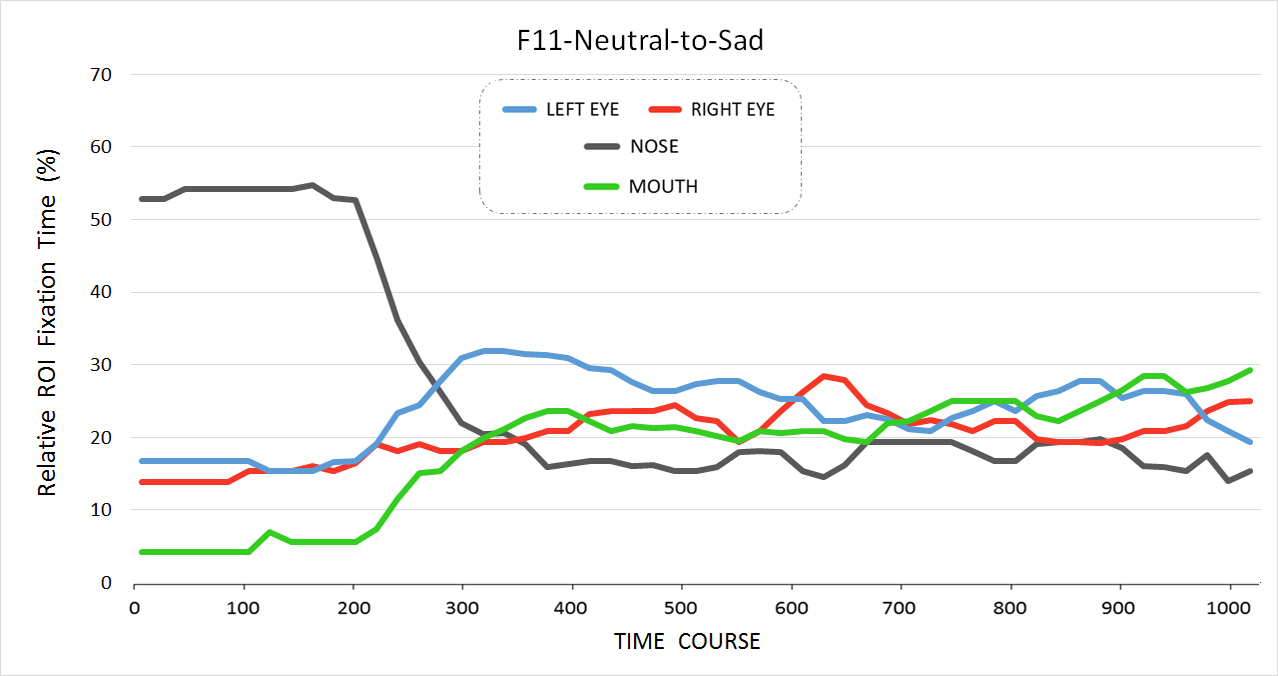 F11-Neutral-to-Sad
70
60
50
40
30
20
10
0
Relative ROI Fixation Time (%)
LEFT EYE RIGHT EYE
NOSE
MOUTH
0 100 200 300 400 500 600 700 800 900 1000
TIME COURSE